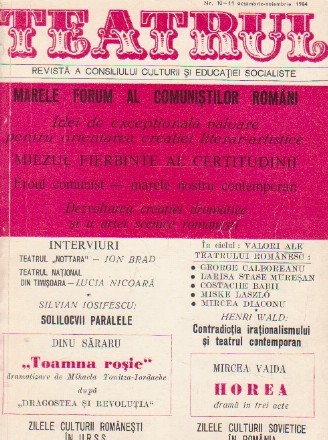 Nr. 10-11 octombrie-noiembrie 1984
TEATRUL
REVISTĂ A CONSILIULUI CULTURII ȘI EDUCAȚIEI SOCIALISTE
MARELE FORUM AL COMUNIȘTILOR ROMÂNI
Idei de excepțională valoare
pentru orientarea creației literar-artistice
MIEZUL FIERBINTE AL CERTITUDINII
Eroul comunist — marele nostru contemporan
Dezvoltarea creației dramatice
și a artei scenice românești
INTERVIURI
TEATRUL „NOTTARA" — ION BRAD
TEATRUL NAȚIONAL
DIN TIMIȘOARA — LUCIA NICOARĂ
*
SILVIAN IOSIFESCU:
SOLILOCVII PARALELE
În ciclul: VALORI ALE
TEATRULUI ROMÂNESC:
• GEORGE CALBOREANU
• LARISA STASE MUREȘAN
• COSTACHE BABII
• MISKE LASZLÓ
• MIRCEA DIACONU
*
HENRI WALD:
Contradicția iraționalismului
și teatrul contemporan
DINU SĂRARU
„Toamna roșie"
dramatizare de Mihaela Tonitza-Iordache
după
„DRAGOSTEA ȘI REVOLUȚIA"
MIRCEA VAIDA
HOREA
dramă în trei acte
ZILELE CULTURII ROMÂNEȘTI
ÎN U.R.S.S.
ZILELE CULTURII SOVIETICE
ÎN ROMÂNIA